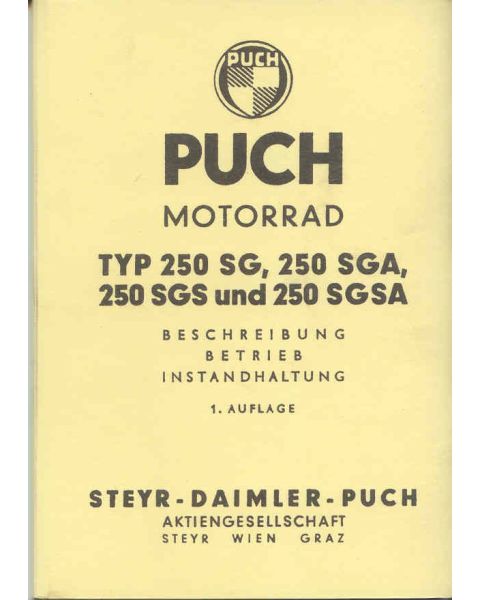 PUCH
PUCH
MOTORRAD
TYP 250 SG, 250 SGA,
250 SGS und 250 SGSA
BESCHREIBUNG
BETRIEB
INSTANDHALTUNG
1. AUFLAGE
STEYR-DAIMLER-PUCH
AKTIENGESELLSCHAFT
STEYR WIEN GRAZ